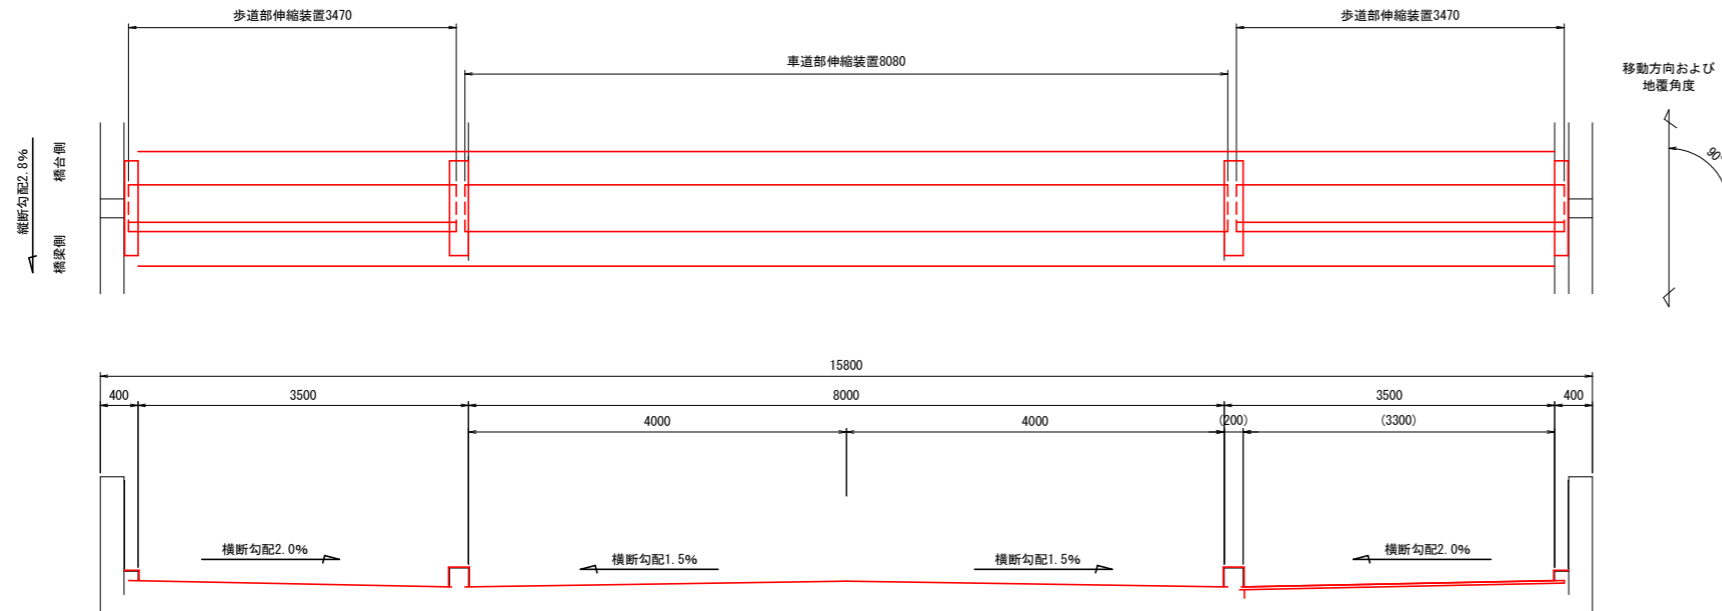 歩道部伸縮装置3470
歩道部伸縮装置3470
車道部伸縮装置8080
移動方向および
地覆角度
90°
縦断勾配2.8%
橋台側
橋梁側
15800
400
3500
8000
3500
400
4000
4000
(200)
(3300)
横断勾配2.0%
横断勾配1.5%
横断勾配1.5%
横断勾配2.0%